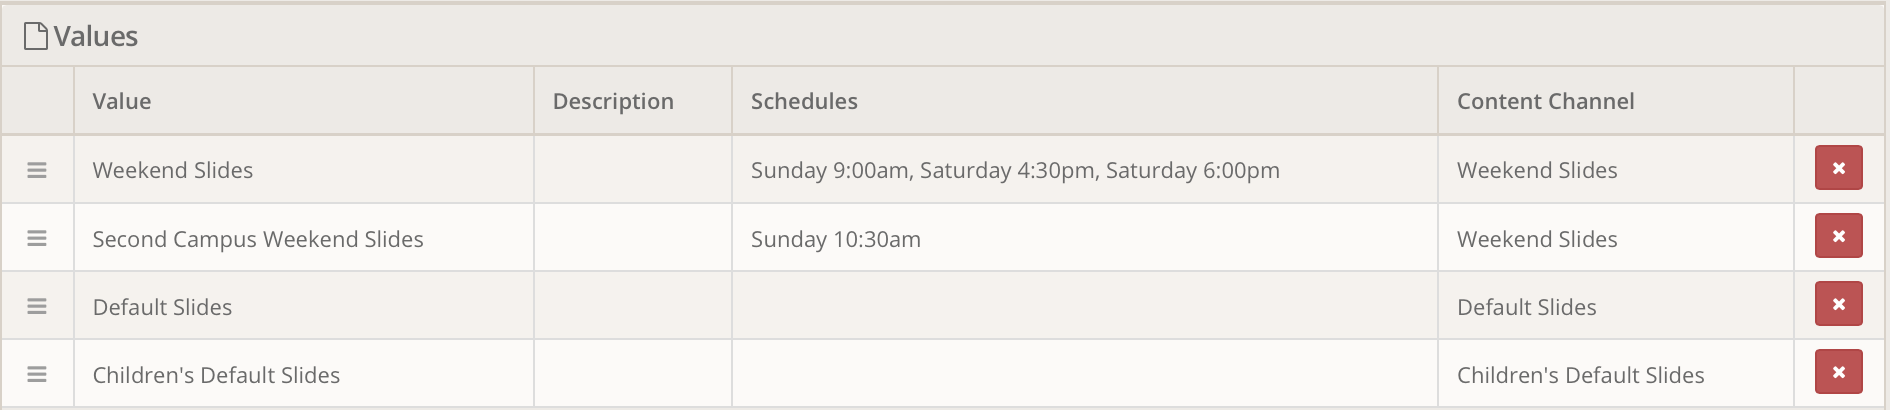 Values
Value Description Schedules Content Channel
Weekend Slides Sunday 9:00am, Saturday 4:30pm, Saturday 6:00pm Weekend Slides
Second Campus Weekend Slides Sunday 10:30am Weekend Slides
Default Slides Default Slides
Children's Default Slides Children's Default Slides